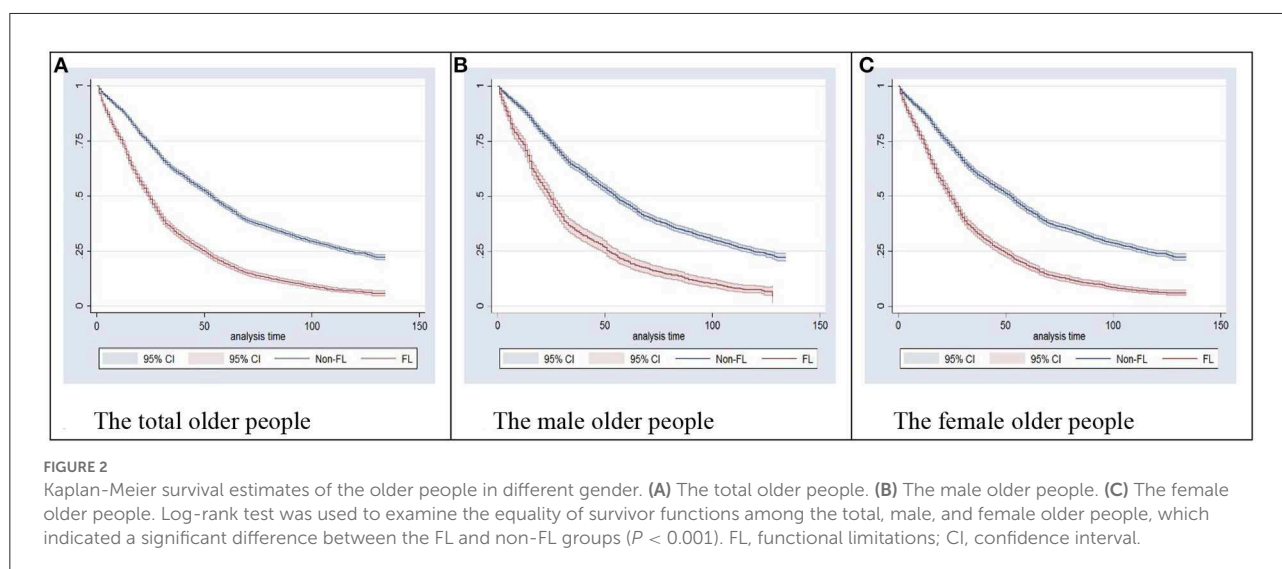 A
1
.75
.5
.25
0
0 50 100 150
analysis time
95% CI 95% CI Non-FL FL
The total older people
B
1
.75
.5
.25
0
0 50 100 150
analysis time
95% CI 95% CI Non-FL FL
The male older people
C
1
.75
.5
.25
0
0 50 100 150
analysis time
95% CI 95% CI Non-FL FL
The female older people
FIGURE 2
Kaplan-Meier survival estimates of the older people in different gender. (A) The total older people. (B) The male older people. (C) The female
older people. Log-rank test was used to examine the equality of survivor functions among the total, male, and female older people, which
indicated a significant difference between the FL and non-FL groups (P < 0.001). FL, functional limitations; CI, confidence interval.